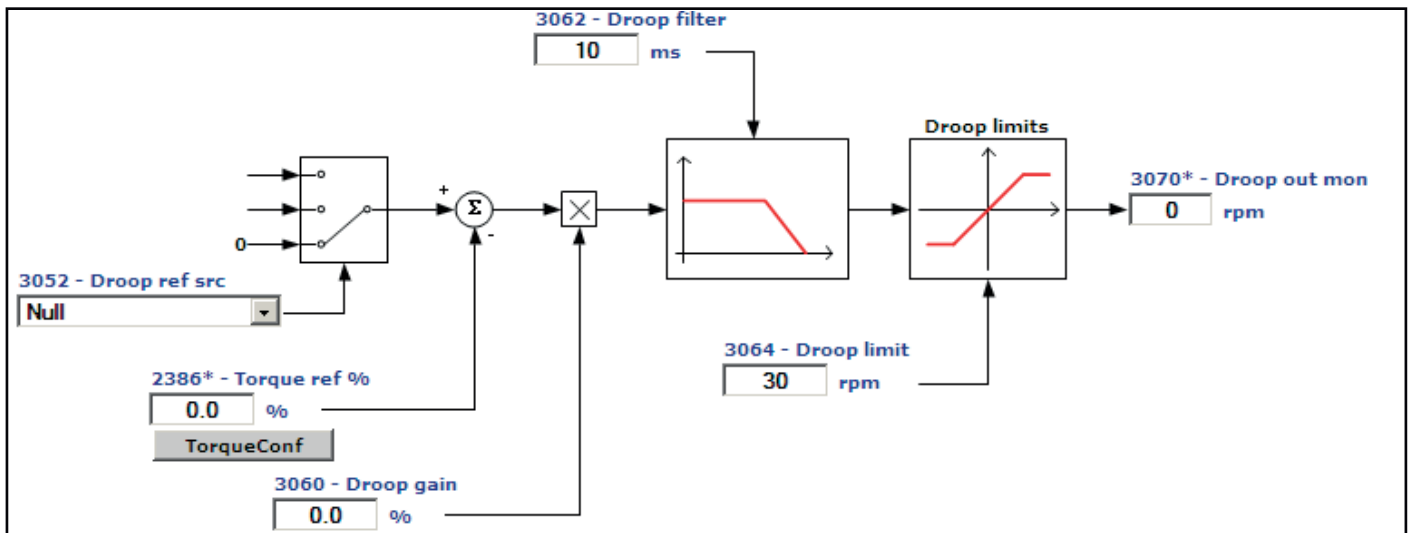 3062 - Droop filter
10 ms
Droop limits
3070* - Droop out mon
0 rpm
+
Σ
-
0
3052 - Droop ref src
Null
3064 - Droop limit
30 rpm
2386* - Torque ref %
0.0 %
TorqueConf
3060 - Droop gain
0.0 %